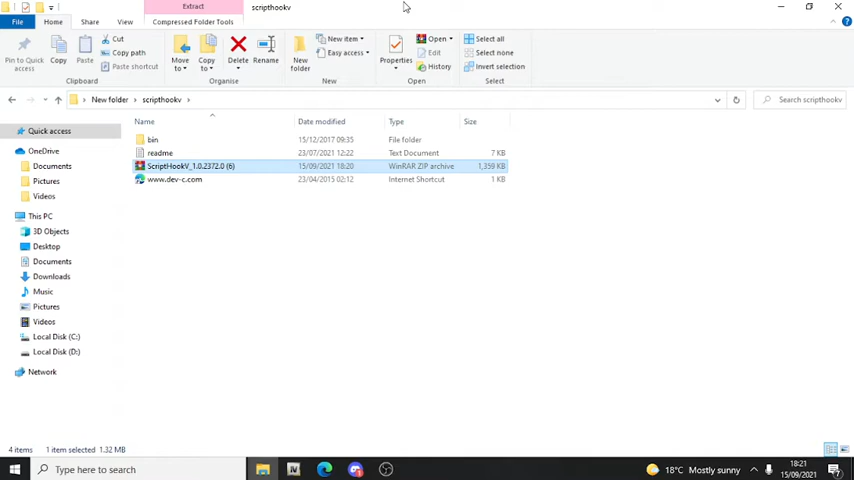 Extract
scripthookv
File
Home
Share
View
Compressed Folder Tools
Pin to Quick access
Copy
Paste
Cut
Copy path
Paste shortcut
Clipboard
Move to
Copy to
Delete
Rename
Organise
New folder
New item
Easy access
New
Properties
Open
Edit
History
Open
Select all
Select none
Invert selection
Select
New folder > scripthookv >
Search scripthookv
Name Date modified Type Size
bin 15/12/2017 09:35 File folder
readme 23/07/2021 12:22 Text Document 7 KB
ScriptHookV_1.0.2372.0 (6) 15/09/2021 18:20 WinRAR ZIP archive 1,359 KB
www.dev-c.com 23/04/2015 02:12 Internet Shortcut 1 KB
Quick access
OneDrive
Documents
Pictures
Videos
This PC
3D Objects
Desktop
Documents
Downloads
Music
Pictures
Videos
Local Disk (C:)
Local Disk (D:)
Network
4 items 1 item selected 1.32 MB
Type here to search
18°C Mostly sunny
18:21
15/09/2021
7